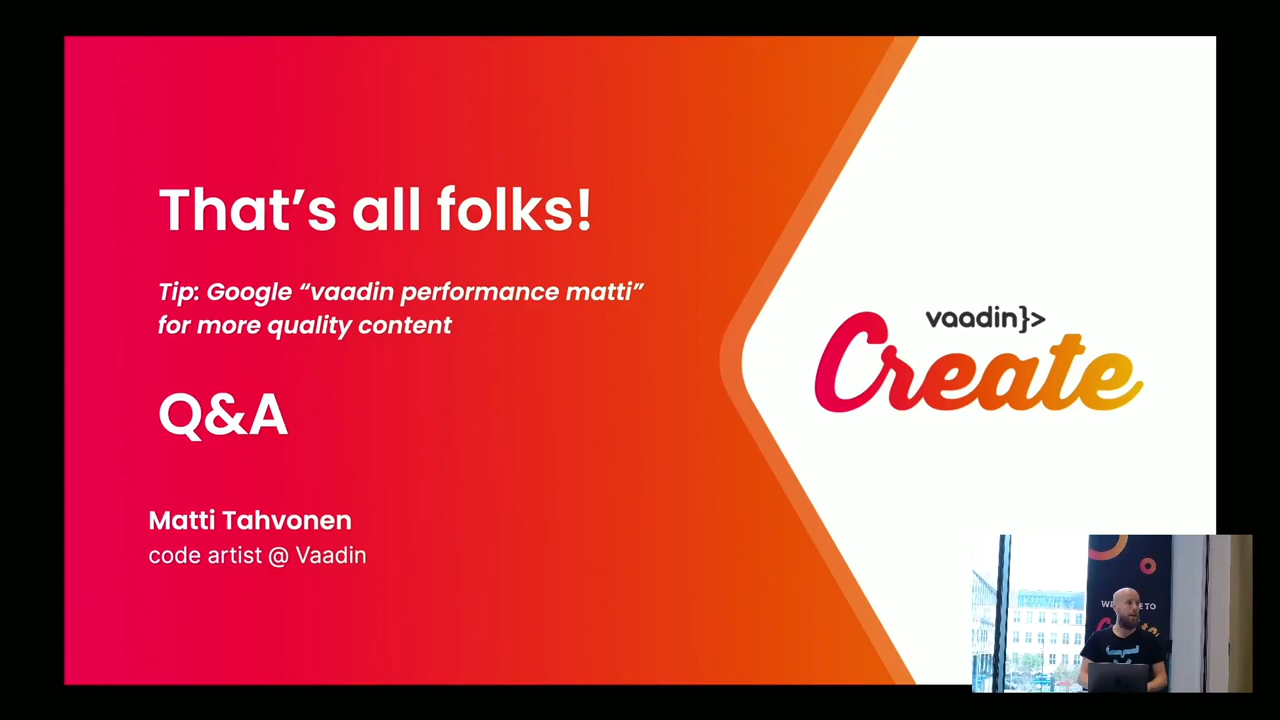 That's all folks!
Tip: Google “vaadin performance matti”
for more quality content
Q&A
Matti Tahvonen
code artist @ Vaadin
vaadin}>
Create
TO